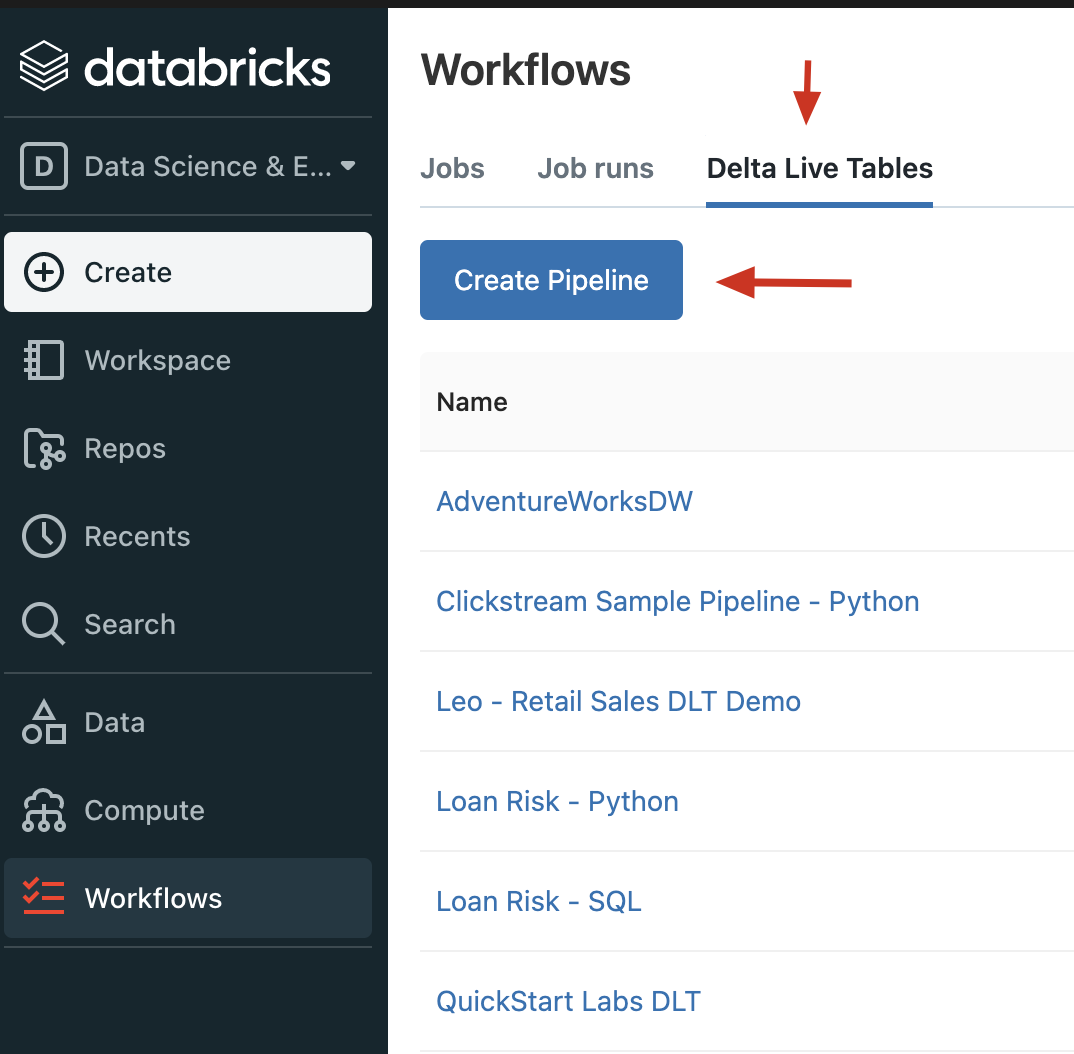 databricks
D Data Science & E...
Create
Workspace
Repos
Recents
Search
Data
Compute
Workflows
Workflows
Jobs Job runs Delta Live Tables
Create Pipeline
Name
AdventureWorksDW
Clickstream Sample Pipeline - Python
Leo - Retail Sales DLT Demo
Loan Risk - Python
Loan Risk - SQL
QuickStart Labs DLT